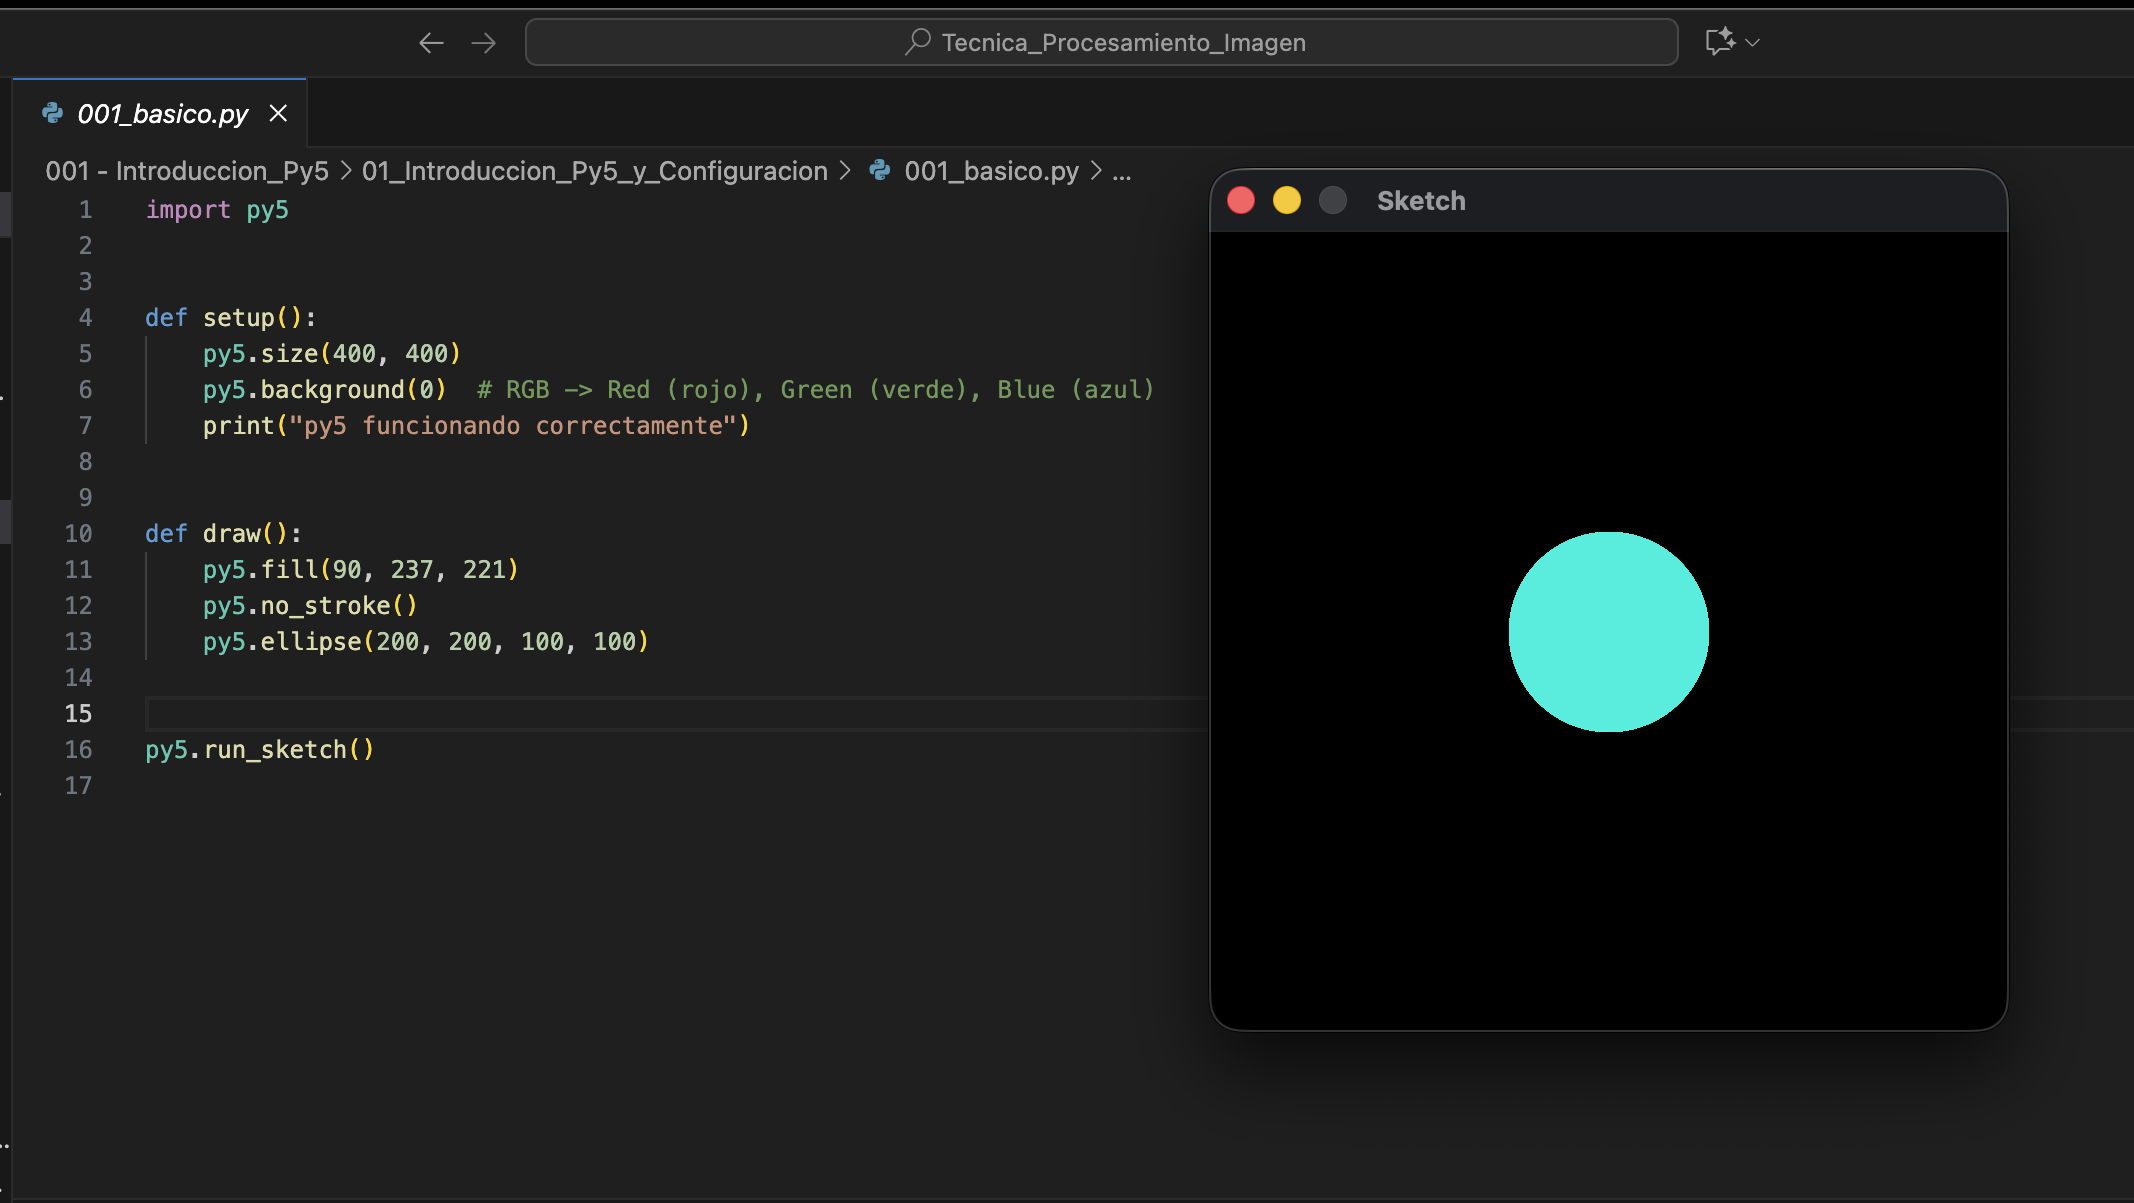 Tecnica_Procesamiento_Imagen
001_basico.py
001 - Introduccion_Py5 > 01_Introduccion_Py5_y_Configuracion > 001_basico.py > ...
Sketch
1 import py5
2
3
4 def setup():
5 py5.size(400, 400)
6 py5.background(0)  # RGB -> Red (rojo), Green (verde), Blue (azul)
7 print("py5 funcionando correctamente")
8
9
10 def draw():
11 py5.fill(90, 237, 221)
12 py5.no_stroke()
13 py5.ellipse(200, 200, 100, 100)
14
15
16 py5.run_sketch()
17